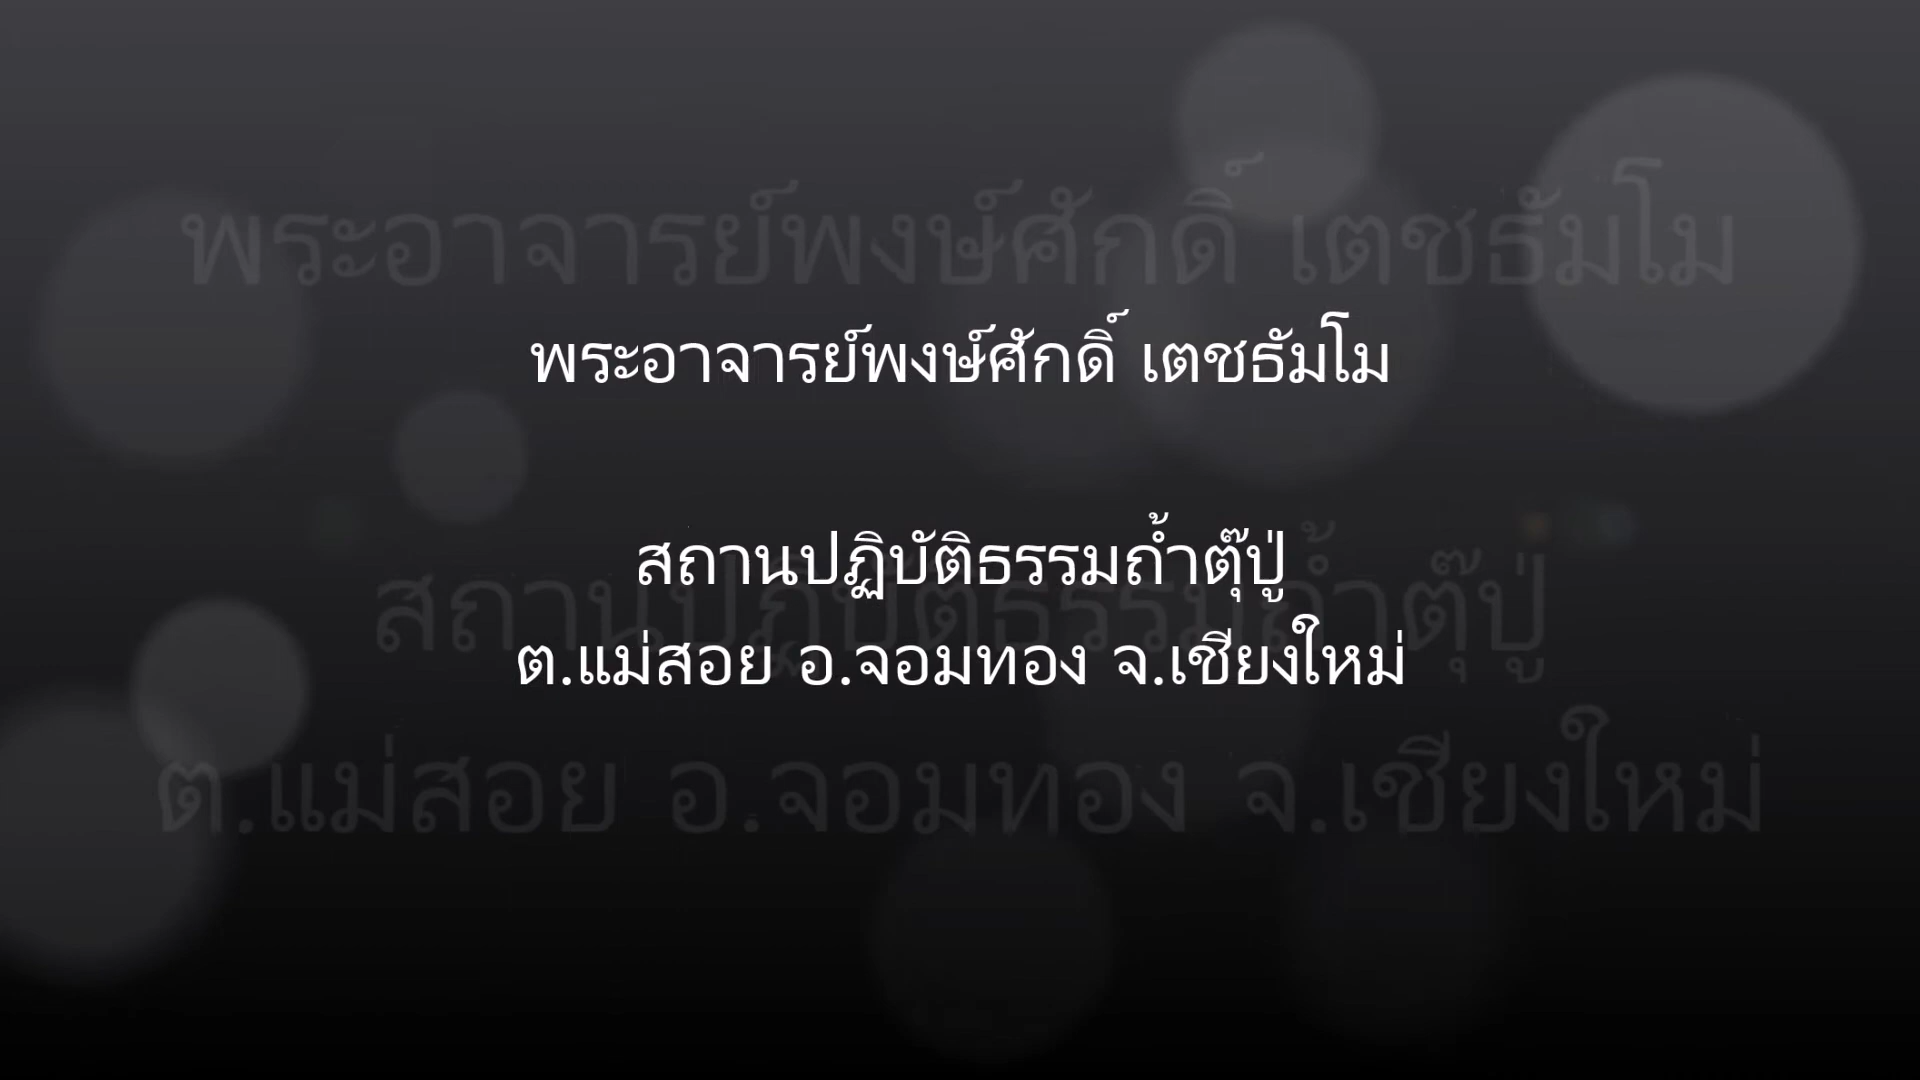 พระอาจารย์พงษ์ศักดิ์ เตชธัมโม
สถานปฏิบัติธรรมถ้ำตุ๊ปู่
ต.แม่สอย อ.จอมทอง จ.เชียงใหม่